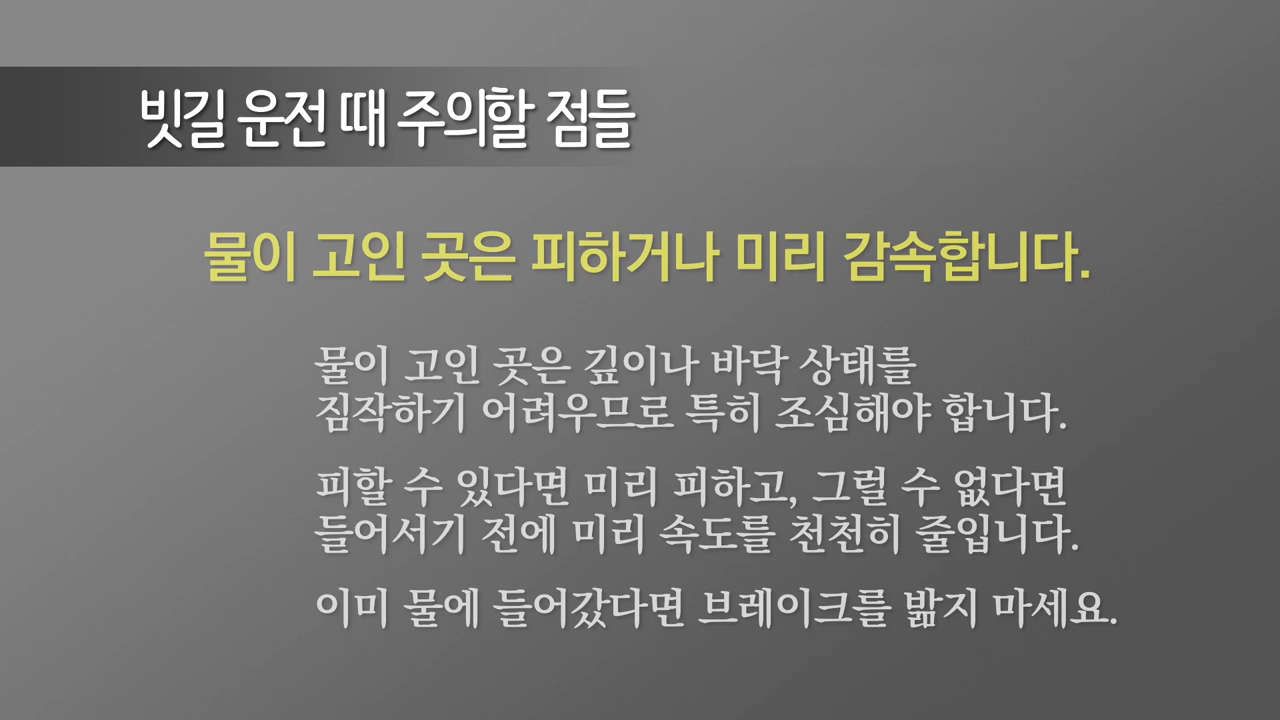 빗길 운전 때 주의할 점들
물이 고인 곳은 피하거나 미리 감속합니다.
물이 고인 곳은 깊이나 바닥 상태를
짐작하기 어려우므로 특히 조심해야 합니다.
피할 수 있다면 미리 피하고, 그럴 수 없다면
들어서기 전에 미리 속도를 천천히 줄입니다.
이미 물에 들어갔다면 브레이크를 밟지 마세요.